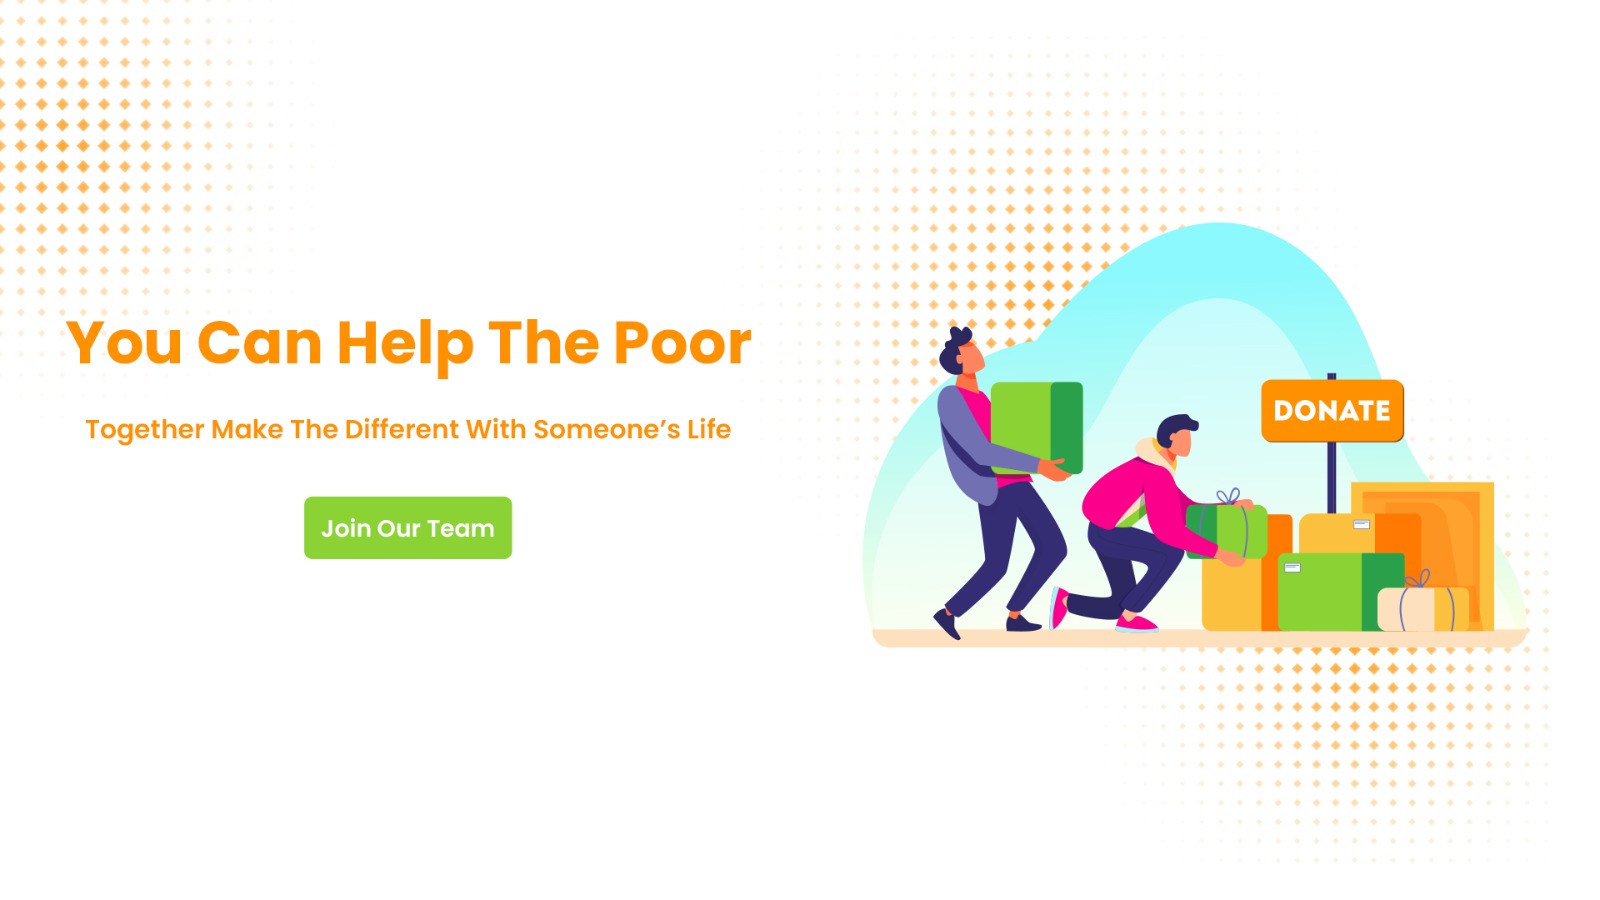 You Can Help The Poor
Together Make The Different With Someone’s Life
Join Our Team
DONATE